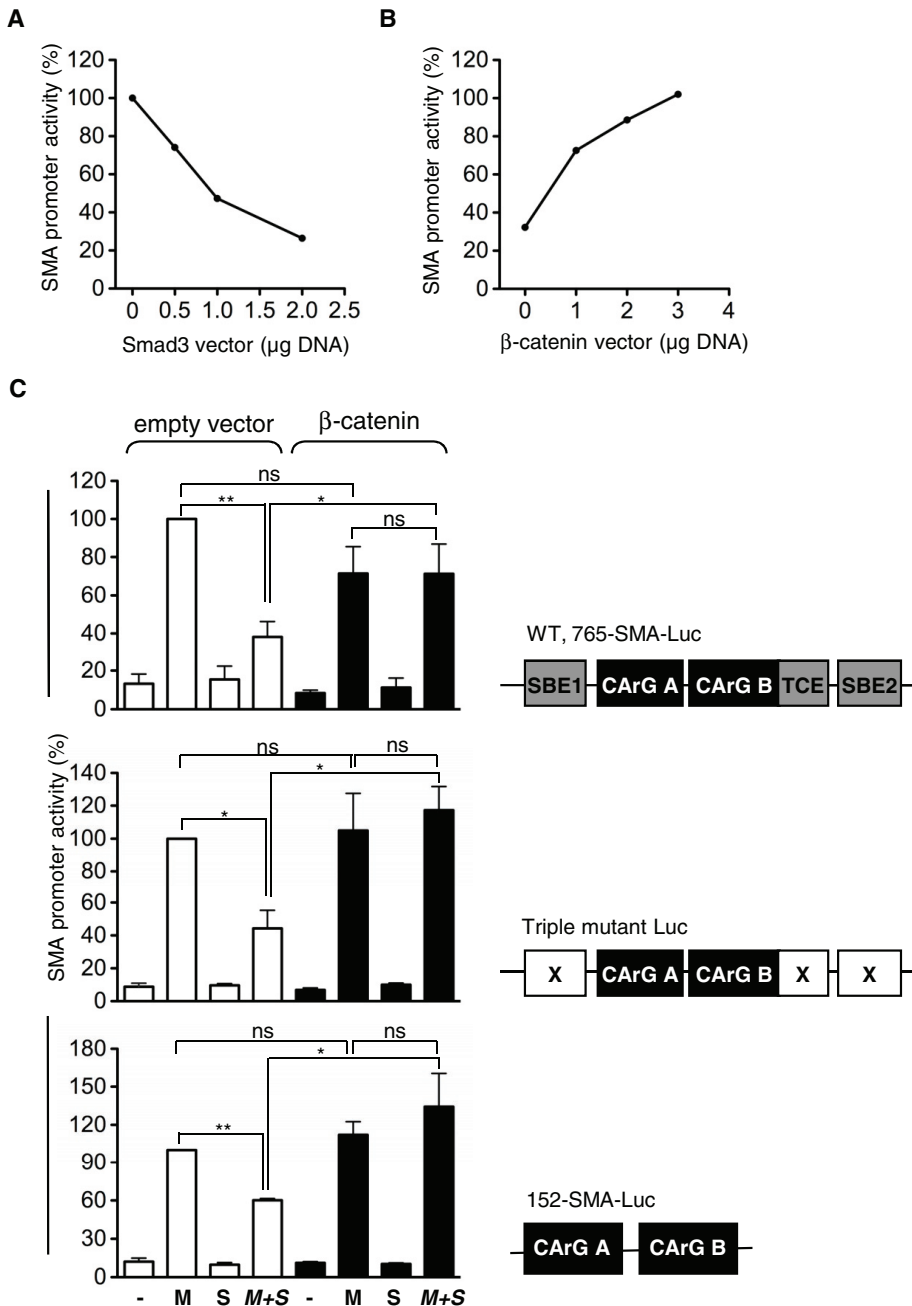 A
SMA promoter activity (%)
120
100
80
60
40
20
0
0 0.5 1.0 1.5 2.0 2.5
Smad3 vector (µg DNA)
B
SMA promoter activity (%)
120
100
80
60
40
20
0
0 1 2 3 4
β-catenin vector (µg DNA)
C
empty vector β-catenin
SMA promoter activity (%)
120
100
80
60
40
20
0
ns
** *
ns
WT, 765-SMA-Luc
SBE1 CArG A CArG B TCE SBE2
140
120
100
80
60
40
20
0
ns ns
*
*
Triple mutant Luc
X CArG A CArG B X X
180
150
120
90
60
30
0
ns ns
*
**
152-SMA-Luc
CArG A CArG B
- M S M+S - M S M+S